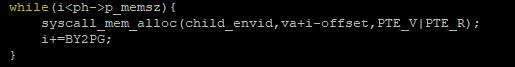 while(i<ph->p_memsz){
syscall_mem_alloc(child_envid,va+i-offset,PTE_V|PTE_R);
i+=BY2PG;
}